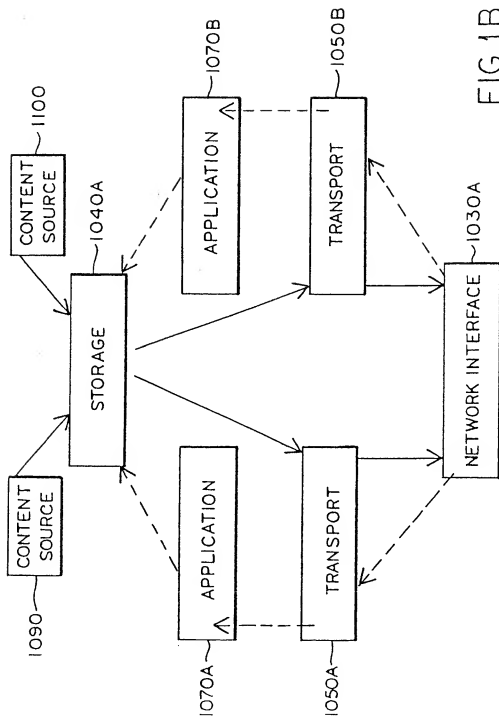 CONTENT
SOURCE
1090
CONTENT
SOURCE
1100
STORAGE
1040A
APPLICATION
1070A
APPLICATION
1070B
TRANSPORT
1050A
TRANSPORT
1050B
NETWORK INTERFACE
1030A
FIG. 1B